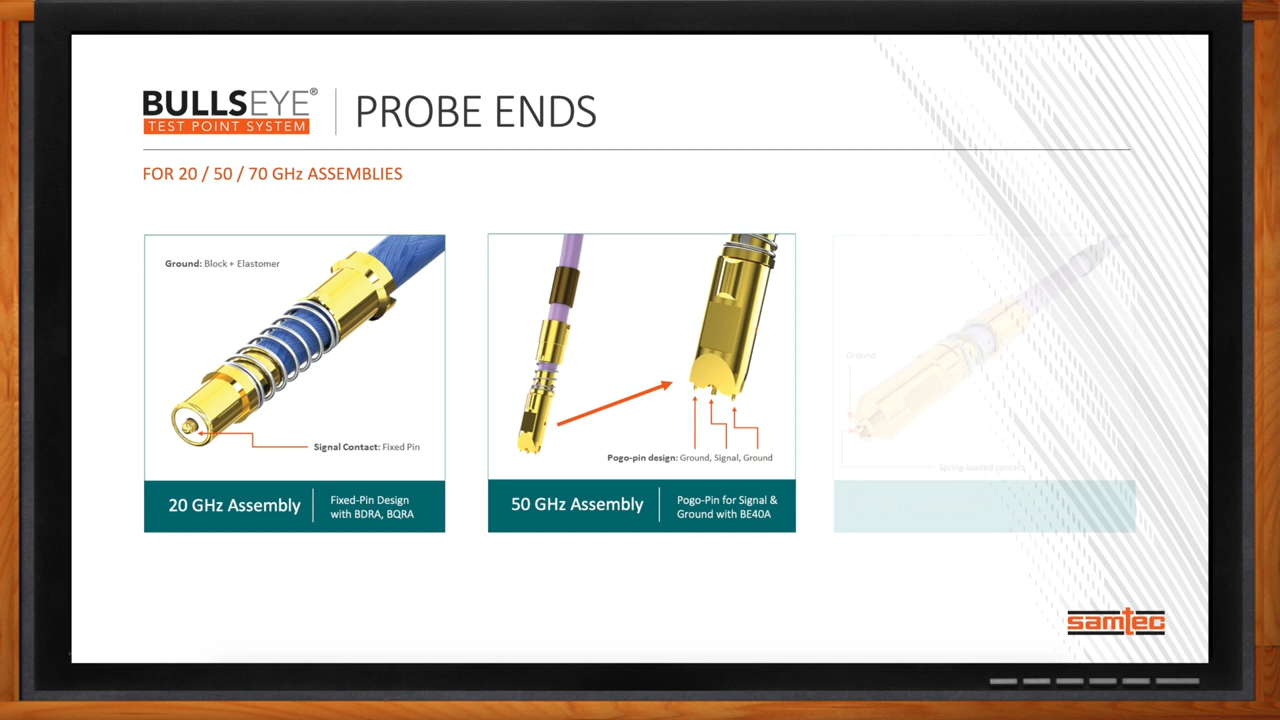 BULLSEYE®
TEST POINT SYSTEM
PROBE ENDS
FOR 20 / 50 / 70 GHz ASSEMBLIES
Ground: Block + Elastomer
Signal Contact: Fixed Pin
20 GHz Assembly
Fixed-Pin Design
with BDRA, BQRA
Pogo-pin design: Ground, Signal, Ground
50 GHz Assembly
Pogo-Pin for Signal &
Ground with BE40A
Ground
Spring-loaded contact
samtec